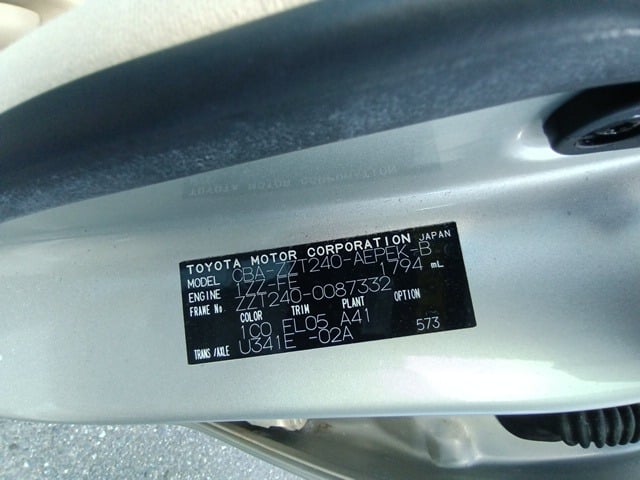 TOYOTA MOTOR CORPORATION JAPAN
MODEL CBA-ZZT240-AEPEK-B
ENGINE 1ZZ-FE 1794 mL
FRAME No. ZZT240-0087332
COLOR TRIM PLANT OPTION
1C0 EL05 A41
TRANS/AXLE U341E -02A 573